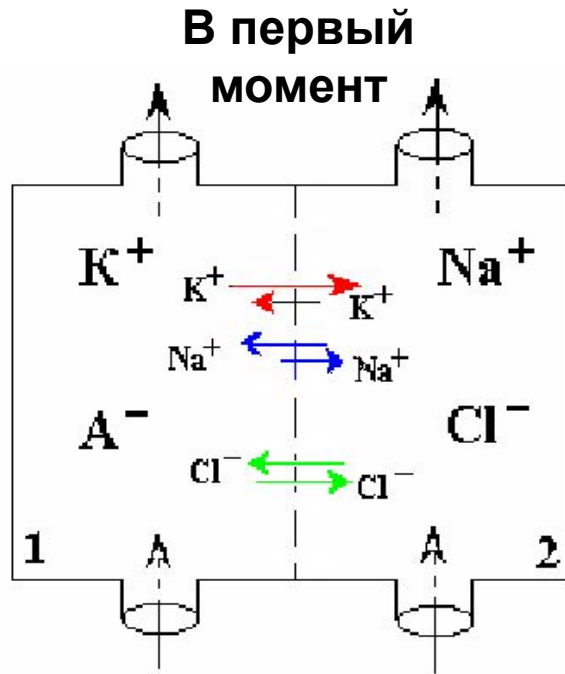 В первый
момент
K⁺ Na⁺
K⁺ K⁺
Na⁺ Na⁺
A⁻ Cl⁻
Cl⁻ Cl⁻
1 2